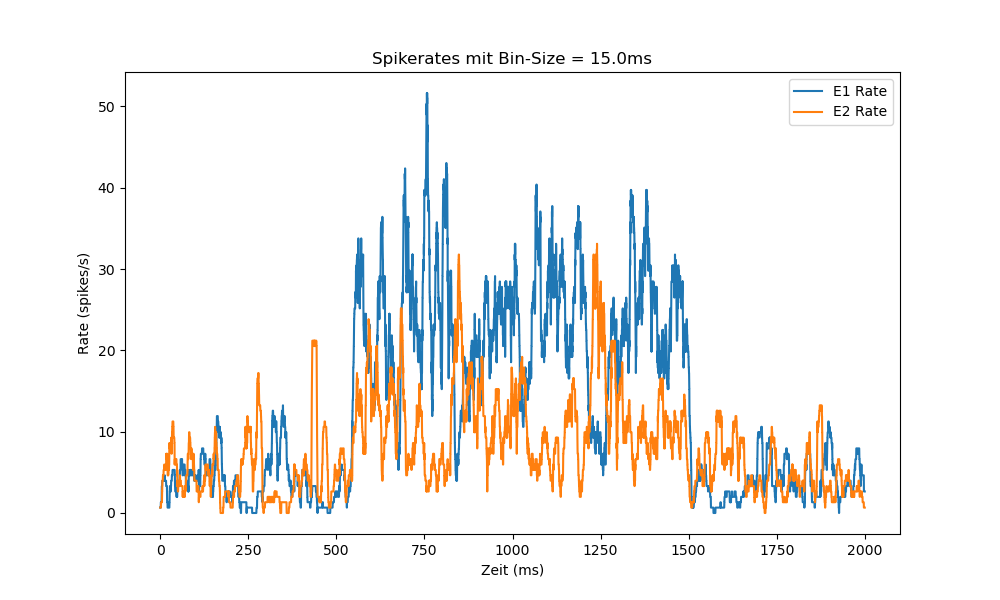 Spikerates mit Bin-Size = 15.0ms
E1 Rate
E2 Rate
Rate (spikes/s)
50
40
30
20
10
0
0 250 500 750 1000 1250 1500 1750 2000
Zeit (ms)